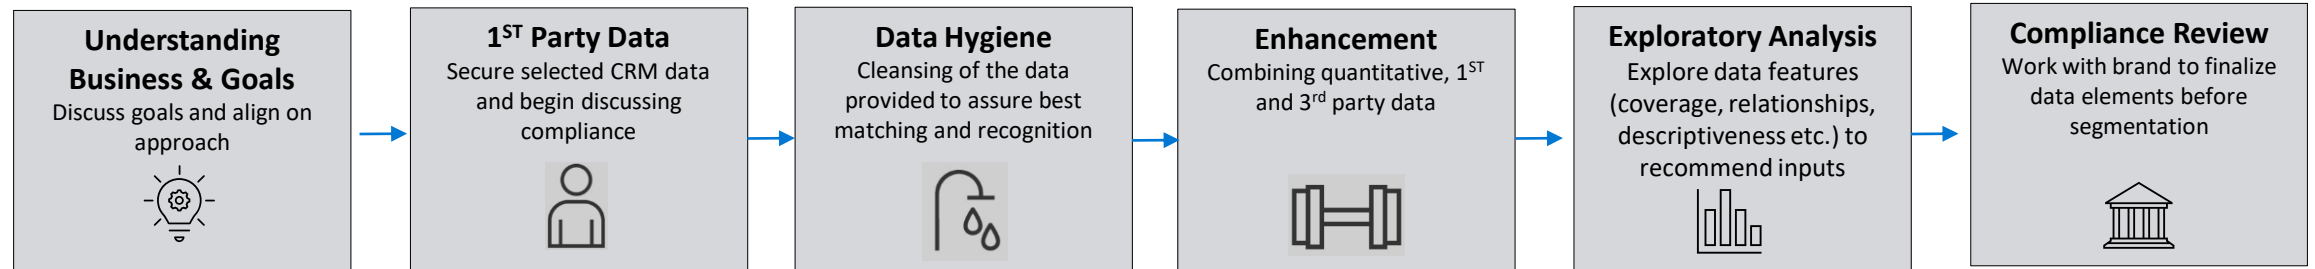 Understanding
Business & Goals
Discuss goals and align on
approach
1ST Party Data
Secure selected CRM data
and begin discussing
compliance
Data Hygiene
Cleansing of the data
provided to assure best
matching and recognition
Enhancement
Combining quantitative, 1ST
and 3rd party data
Exploratory Analysis
Explore data features
(coverage, relationships,
descriptiveness etc.) to
recommend inputs
Compliance Review
Work with brand to finalize
data elements before
segmentation